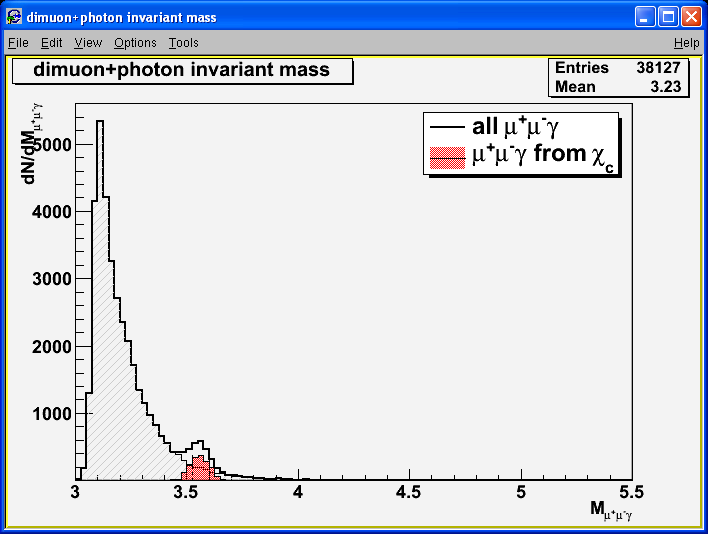 dimuon+photon invariant mass
File Edit View Options Tools Help
dimuon+photon invariant mass
Entries 38127
Mean 3.23
dN/dMμ⁺μ⁻γ
all μ⁺μ⁻γ
μ⁺μ⁻γ from χc
5000
4000
3000
2000
1000
3 3.5 4 4.5 5 5.5
Mμ⁺μ⁻γ